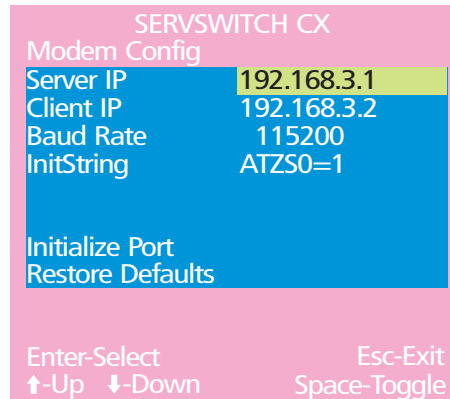 SERVSWITCH CX
Modem Config
Server IP 192.168.3.1
Client IP 192.168.3.2
Baud Rate 115200
InitString ATZS0=1
Initialize Port
Restore Defaults
Enter-Select Esc-Exit
↑-Up ↓-Down Space-Toggle